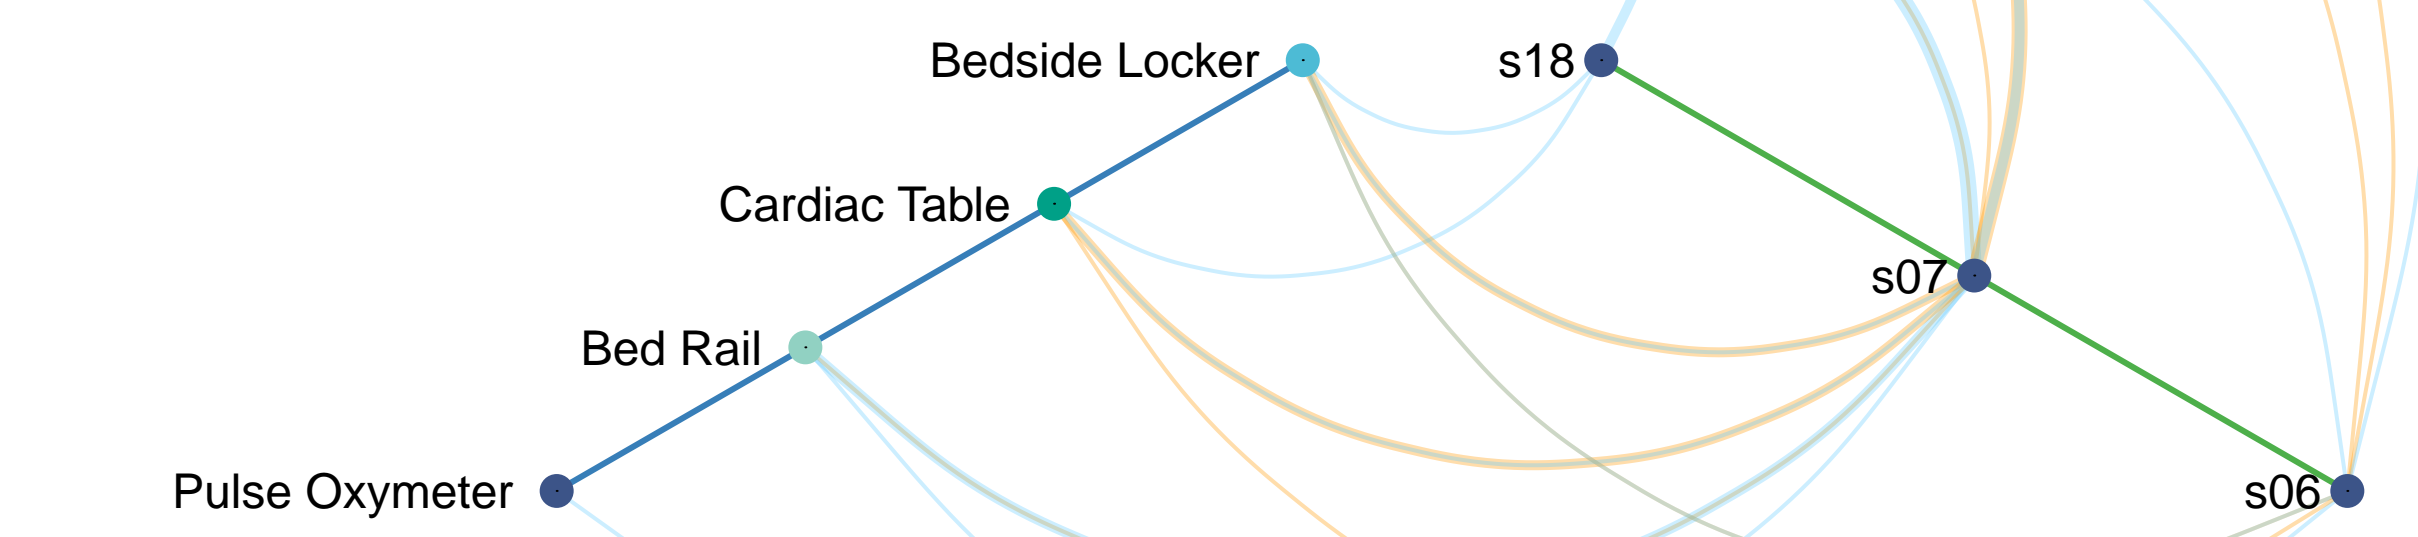 Bedside Locker
s18
Cardiac Table
s07
Bed Rail
Pulse Oxymeter
s06